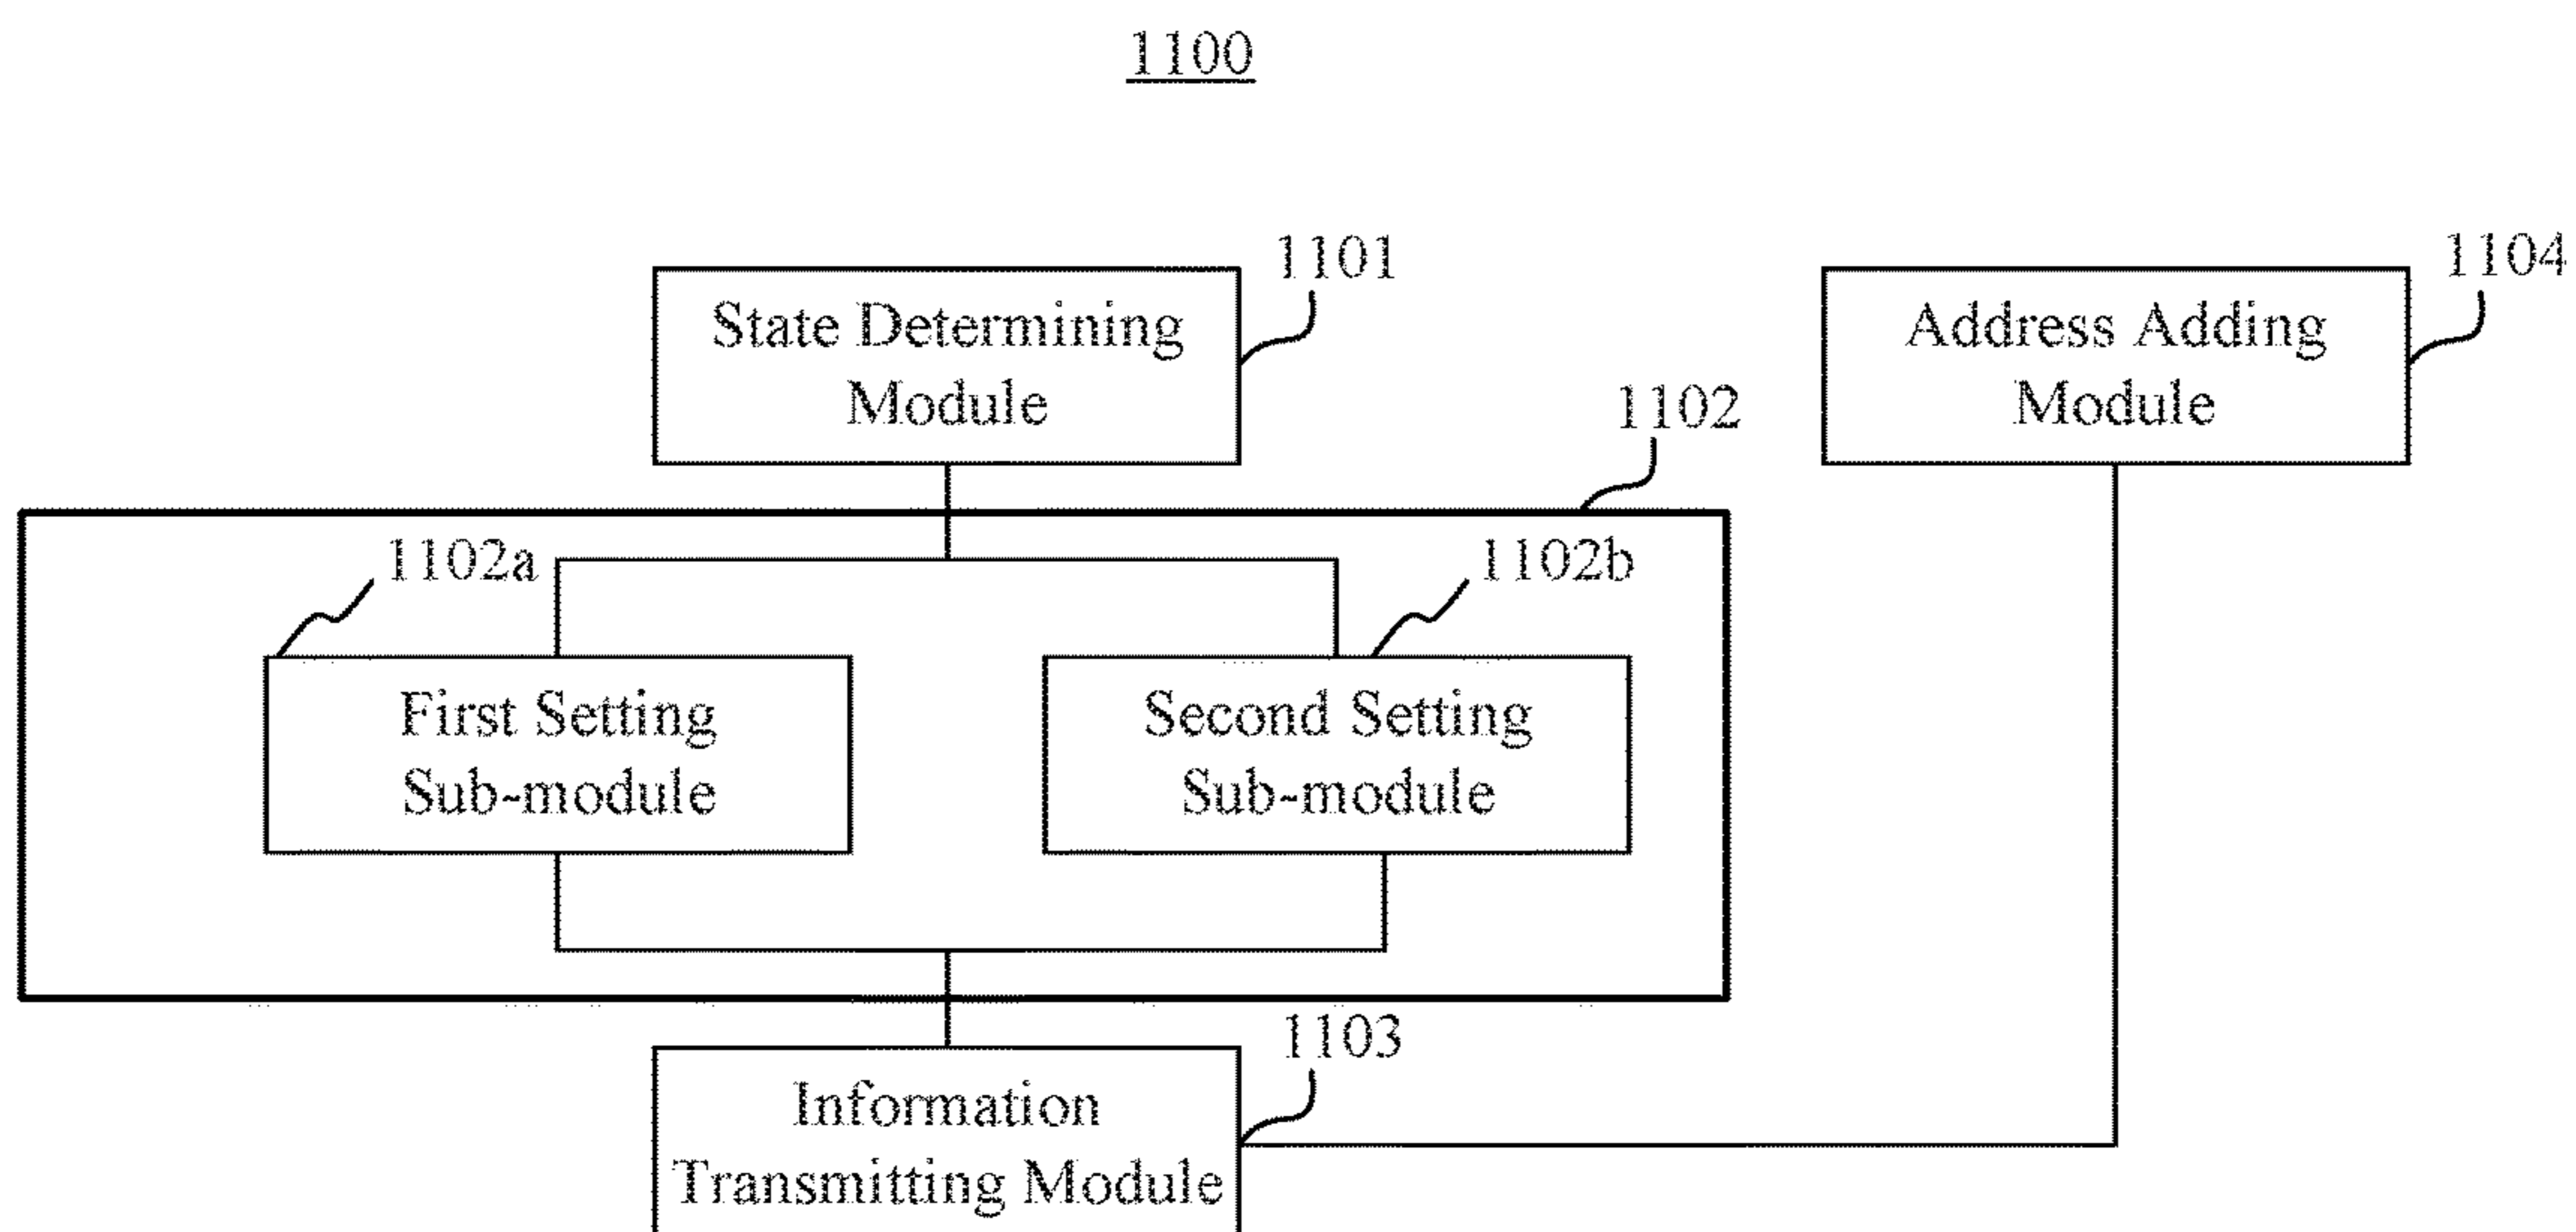 1100
1101
State Determining
Module
1104
Address Adding
Module
1102
1102a
First Setting
Sub-module
1102b
Second Setting
Sub-module
1103
Information
Transmitting Module